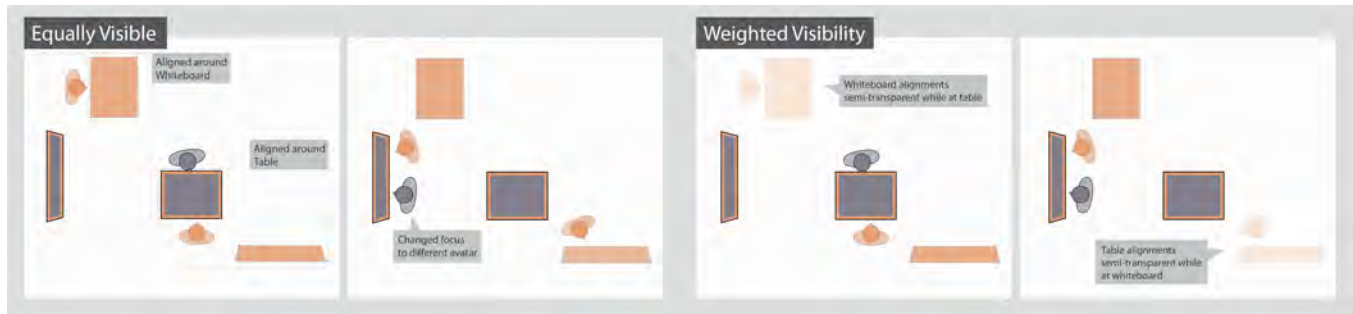 Equally Visible
Aligned around
Whiteboard
Aligned around
Table
Changed focus
to different avatar
Weighted Visibility
Whiteboard alignments
semi-transparent while at table
Table alignments
semi-transparent while
at whiteboard